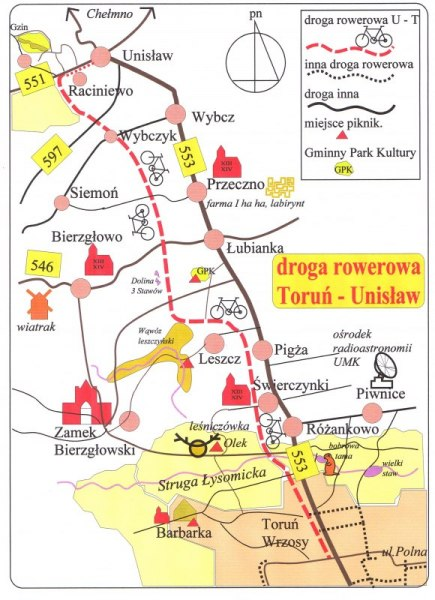 Chełmno
pn
Gzin
Unisław
551
Raciniewo
droga rowerowa U - T
inna droga rowerowa
droga inna
miejsce piknik.
Gminny Park Kultury
GPK
Wybcz
Wybczyk
597
553
Siemoń
Przeczno
XIII
XIV
farma I ha ha, labirynt
Bierzgłowo
XIII
XIV
Łubianka
546
droga rowerowa
Toruń - Unisław
Dolina
3 Stawów
GPK
wiatrak
Wąwóz
leszczyński
ośrodek
radioastronomii
UMK
Leszcz
Pigża
Piwnice
XIII
XIV
Świerczynki
Zamek
Bierzgłowski
leśniczówka
Olek
Różankowo
bobrowa
tama
553
wielki
staw
Struga Łysomicka
Barbarka
Toruń
Wrzosy
ul.Polna